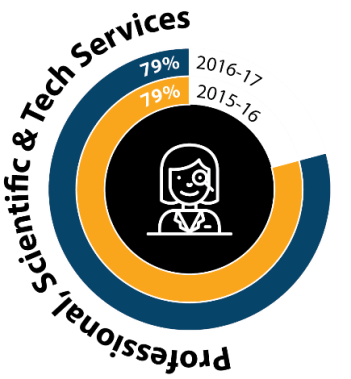 Professional, Scientific & Tech Services
79% 2016-17
79% 2015-16